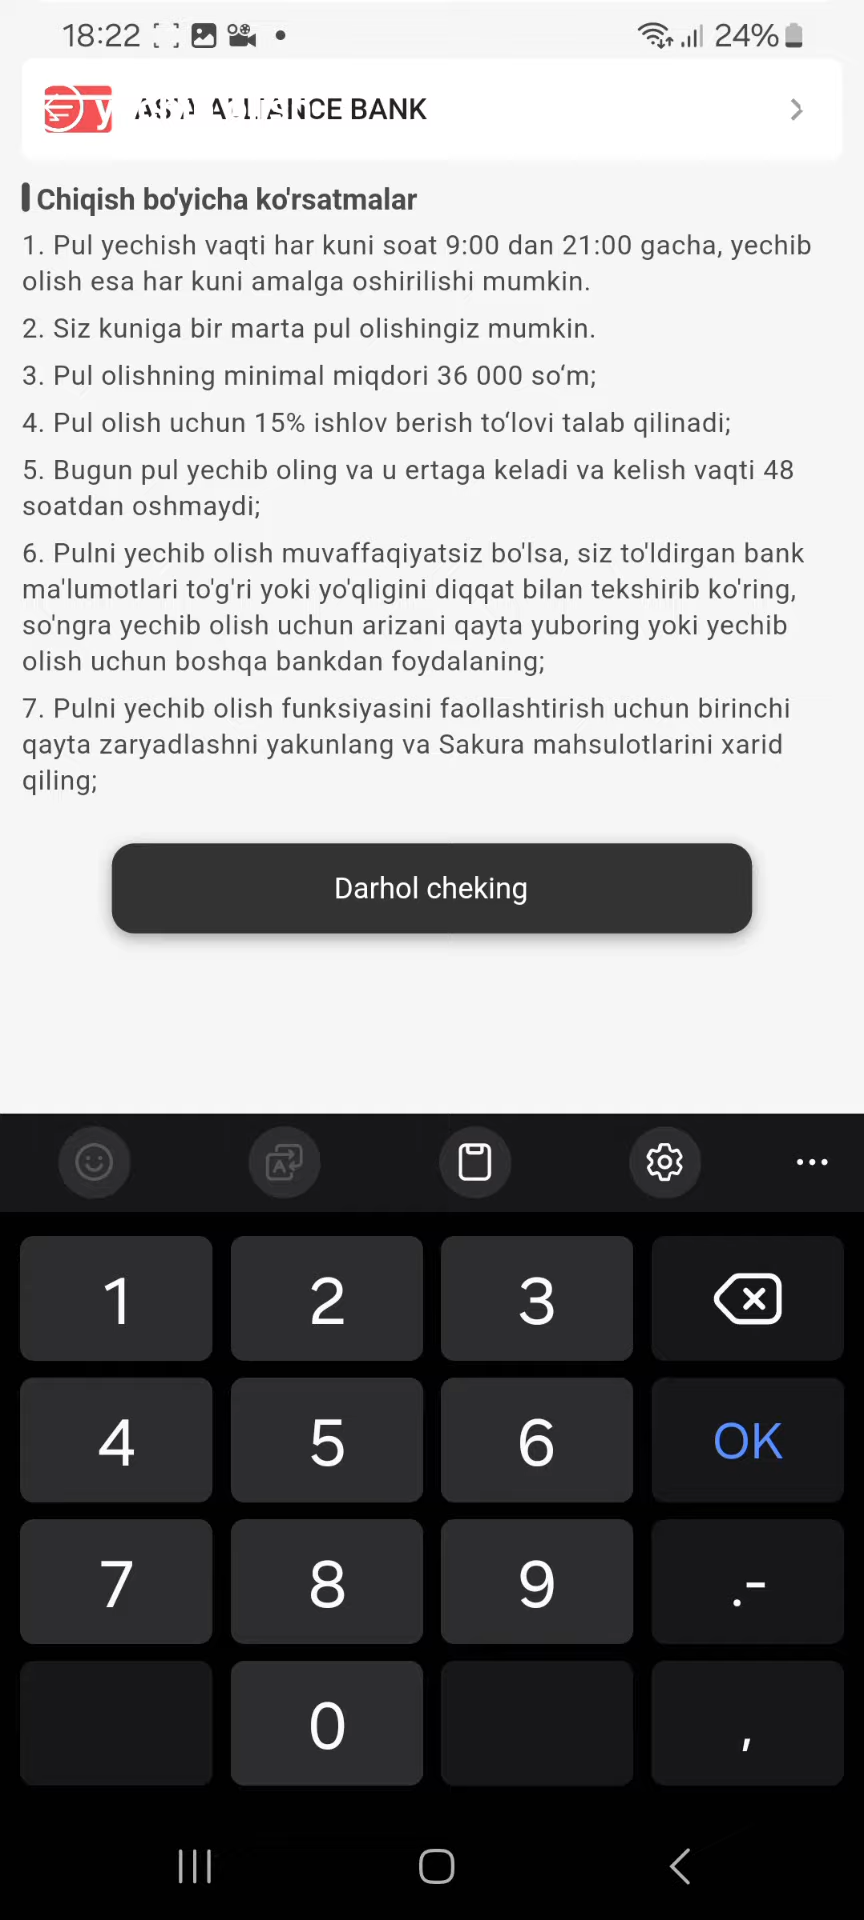 18:22
24%
BANK
Chiqish bo'yicha ko'rsatmalar
1. Pul yechish vaqti har kuni soat 9:00 dan 21:00 gacha, yechib
olish esa har kuni amalga oshirilishi mumkin.
2. Siz kuniga bir marta pul olishingiz mumkin.
3. Pul olishning minimal miqdori 36 000 so‘m;
4. Pul olish uchun 15% ishlov berish to‘lovi talab qilinadi;
5. Bugun pul yechib oling va u ertaga keladi va kelish vaqti 48
soatdan oshmaydi;
6. Pulni yechib olish muvaffaqiyatsiz bo'lsa, siz to'ldirgan bank
ma'lumotlari to'g'ri yoki yo'qligini diqqat bilan tekshirib ko'ring,
so'ngra yechib olish uchun arizani qayta yuboring yoki yechib
olish uchun boshqa bankdan foydalaning;
7. Pulni yechib olish funksiyasini faollashtirish uchun birinchi
qayta zaryadlashni yakunlang va Sakura mahsulotlarini xarid
qiling;
Darhol cheking
1 2 3
4 5 6 OK
7 8 9 .-
0 ,